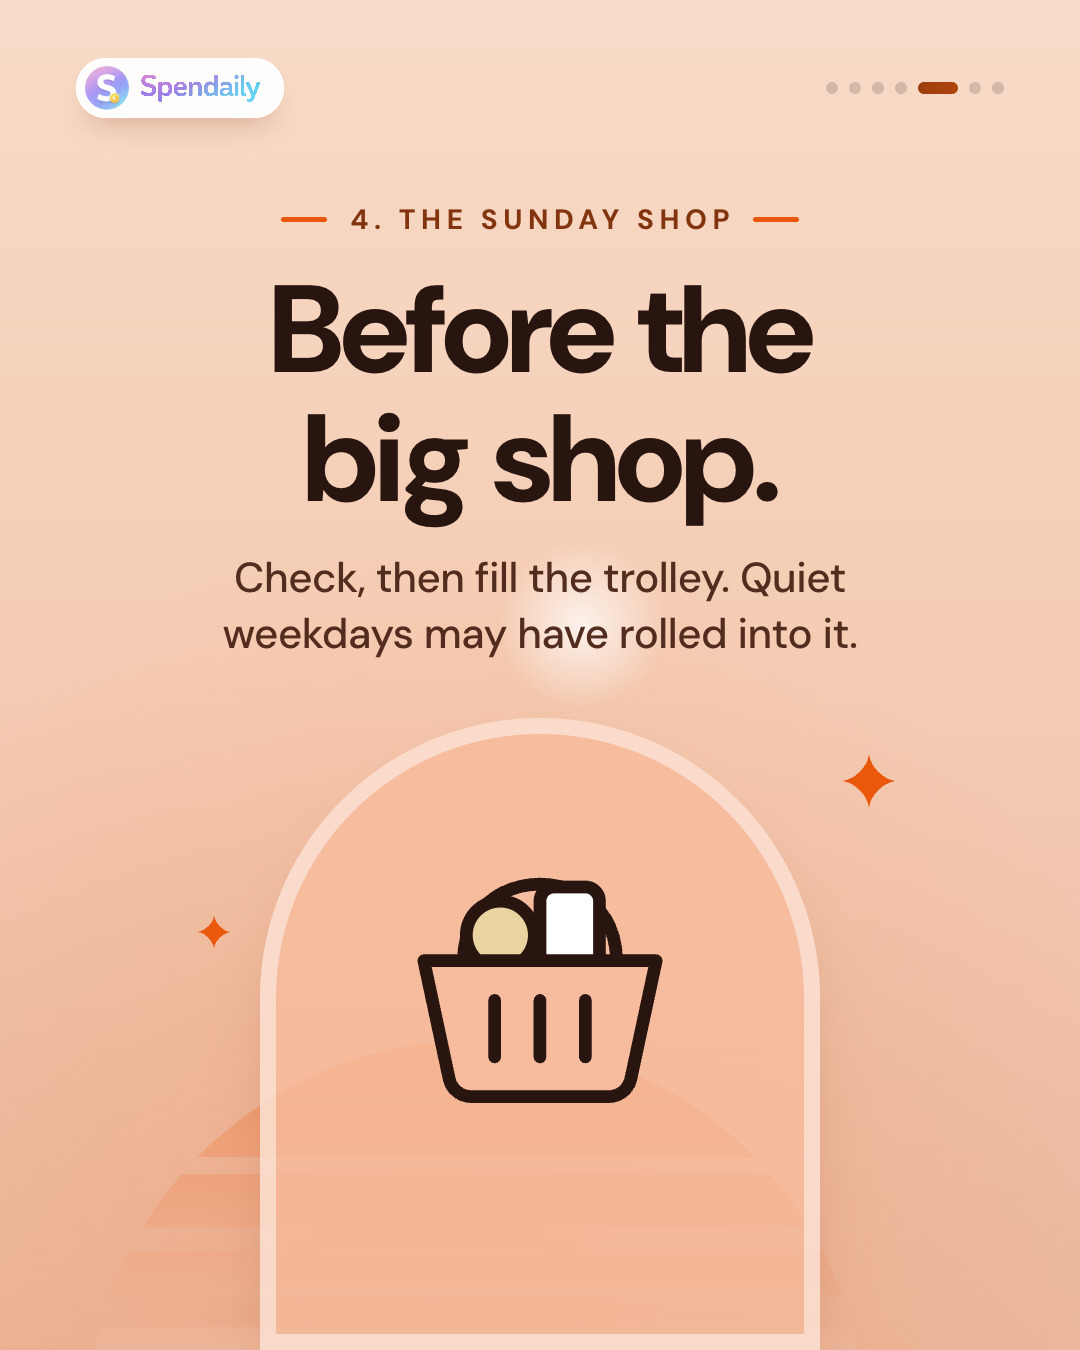 Spendaily
4. THE SUNDAY SHOP
Before the
big shop.
Check, then fill the trolley. Quiet
weekdays may have rolled into it.